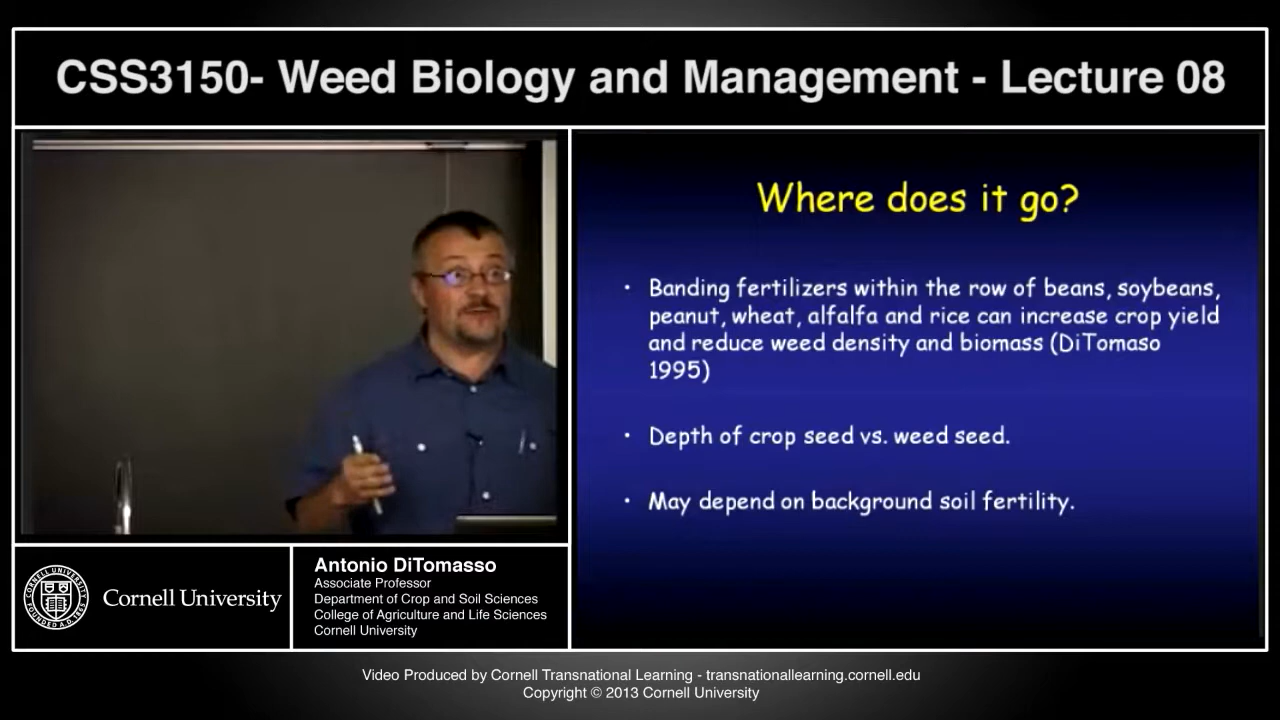 CSS3150- Weed Biology and Management - Lecture 08
Where does it go?
• Banding fertilizers within the row of beans, soybeans,
peanut, wheat, alfalfa and rice can increase crop yield
and reduce weed density and biomass (DiTomaso
1995)
• Depth of crop seed vs. weed seed.
• May depend on background soil fertility.
CORNELL UNIVERSITY
FOUNDED A.D. 1865
Cornell University
Antonio DiTomasso
Associate Professor
Department of Crop and Soil Sciences
College of Agriculture and Life Sciences
Cornell University
Video Produced by Cornell Transnational Learning - transnationallearning.cornell.edu
Copyright © 2013 Cornell University